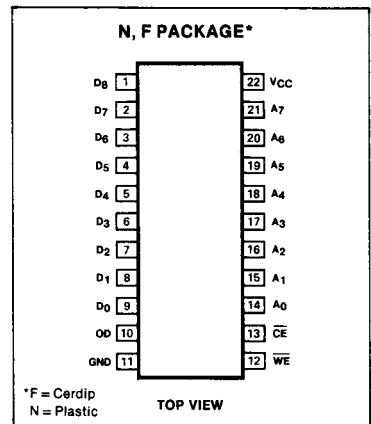 N, F PACKAGE*
D8 1 22 VCC
D7 2 21 A7
D6 3 20 A6
D5 4 19 A5
D4 5 18 A4
D3 6 17 A3
D2 7 16 A2
D1 8 15 A1
D0 9 14 A0
OD 10 13 C̅E̅
GND 11 12 W̅E̅
*F = Cerdip
N = Plastic
TOP VIEW